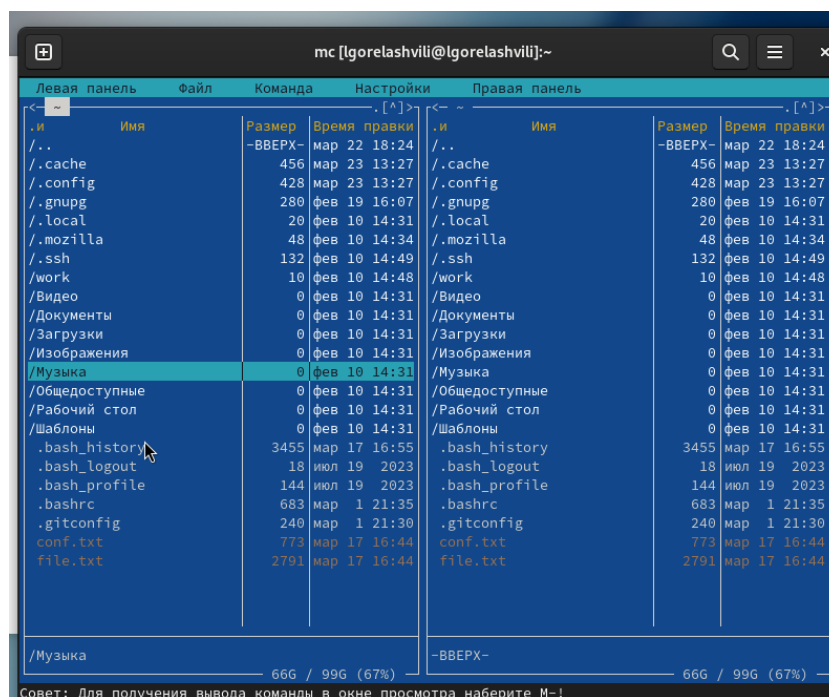 mc [lgorelashvili@lgorelashvili]:~
Левая панель Файл Команда Настройки Правая панель
<— ~ .[^]> <— ~ .[^]>
.и Имя Размер Время правки .и Имя Размер Время правки
/.. -ВВЕРХ- мар 22 18:24 /.. -ВВЕРХ- мар 22 18:24
/.cache 456 мар 23 13:27 /.cache 456 мар 23 13:27
/.config 428 мар 23 13:27 /.config 428 мар 23 13:27
/.gnupg 280 фев 19 16:07 /.gnupg 280 фев 19 16:07
/.local 20 фев 10 14:31 /.local 20 фев 10 14:31
/.mozilla 48 фев 10 14:34 /.mozilla 48 фев 10 14:34
/.ssh 132 фев 10 14:49 /.ssh 132 фев 10 14:49
/work 10 фев 10 14:48 /work 10 фев 10 14:48
/Видео 0 фев 10 14:31 /Видео 0 фев 10 14:31
/Документы 0 фев 10 14:31 /Документы 0 фев 10 14:31
/Загрузки 0 фев 10 14:31 /Загрузки 0 фев 10 14:31
/Изображения 0 фев 10 14:31 /Изображения 0 фев 10 14:31
/Музыка 0 фев 10 14:31 /Музыка 0 фев 10 14:31
/Общедоступные 0 фев 10 14:31 /Общедоступные 0 фев 10 14:31
/Рабочий стол 0 фев 10 14:31 /Рабочий стол 0 фев 10 14:31
/Шаблоны 0 фев 10 14:31 /Шаблоны 0 фев 10 14:31
.bash_history 3455 мар 17 16:55 .bash_history 3455 мар 17 16:55
.bash_logout 18 июл 19 2023 .bash_logout 18 июл 19 2023
.bash_profile 144 июл 19 2023 .bash_profile 144 июл 19 2023
.bashrc 683 мар 1 21:35 .bashrc 683 мар 1 21:35
.gitconfig 240 мар 1 21:30 .gitconfig 240 мар 1 21:30
conf.txt 773 мар 17 16:44 conf.txt 773 мар 17 16:44
file.txt 2791 мар 17 16:44 file.txt 2791 мар 17 16:44
/Музыка -ВВЕРХ-
66G / 99G (67%) 66G / 99G (67%)
Совет: Для получения вывода команды в окне просмотра наберите M-!